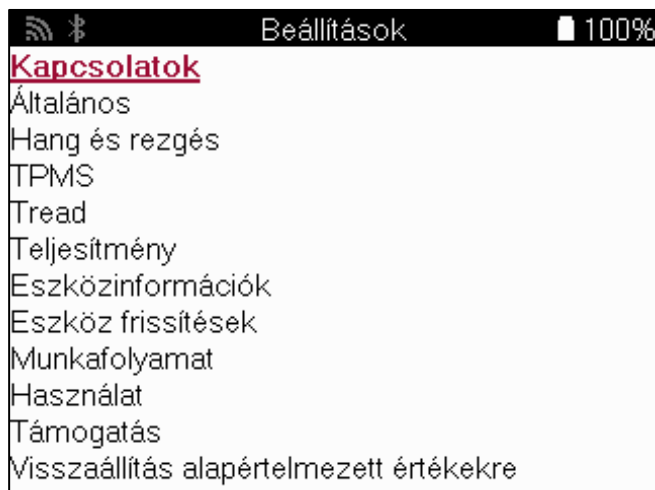 Beállítások 100%
Kapcsolatok
Általános
Hang és rezgés
TPMS
Tread
Teljesítmény
Eszközinformációk
Eszköz frissítések
Munkafolyamat
Használat
Támogatás
Visszaállítás alapértelmezett értékekre